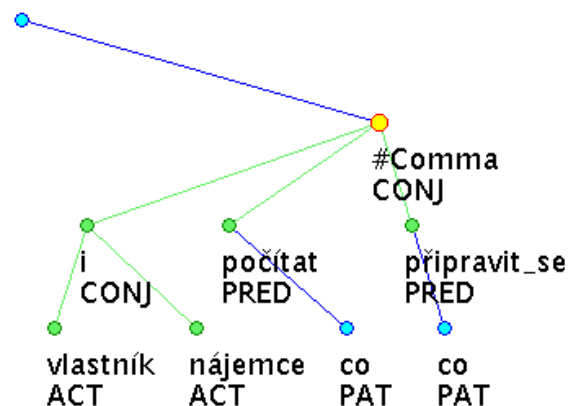 #Comma
CONJ
i
CONJ
počítat
PRED
připravit_se
PRED
vlastník
ACT
nájemce
ACT
co
PAT
co
PAT